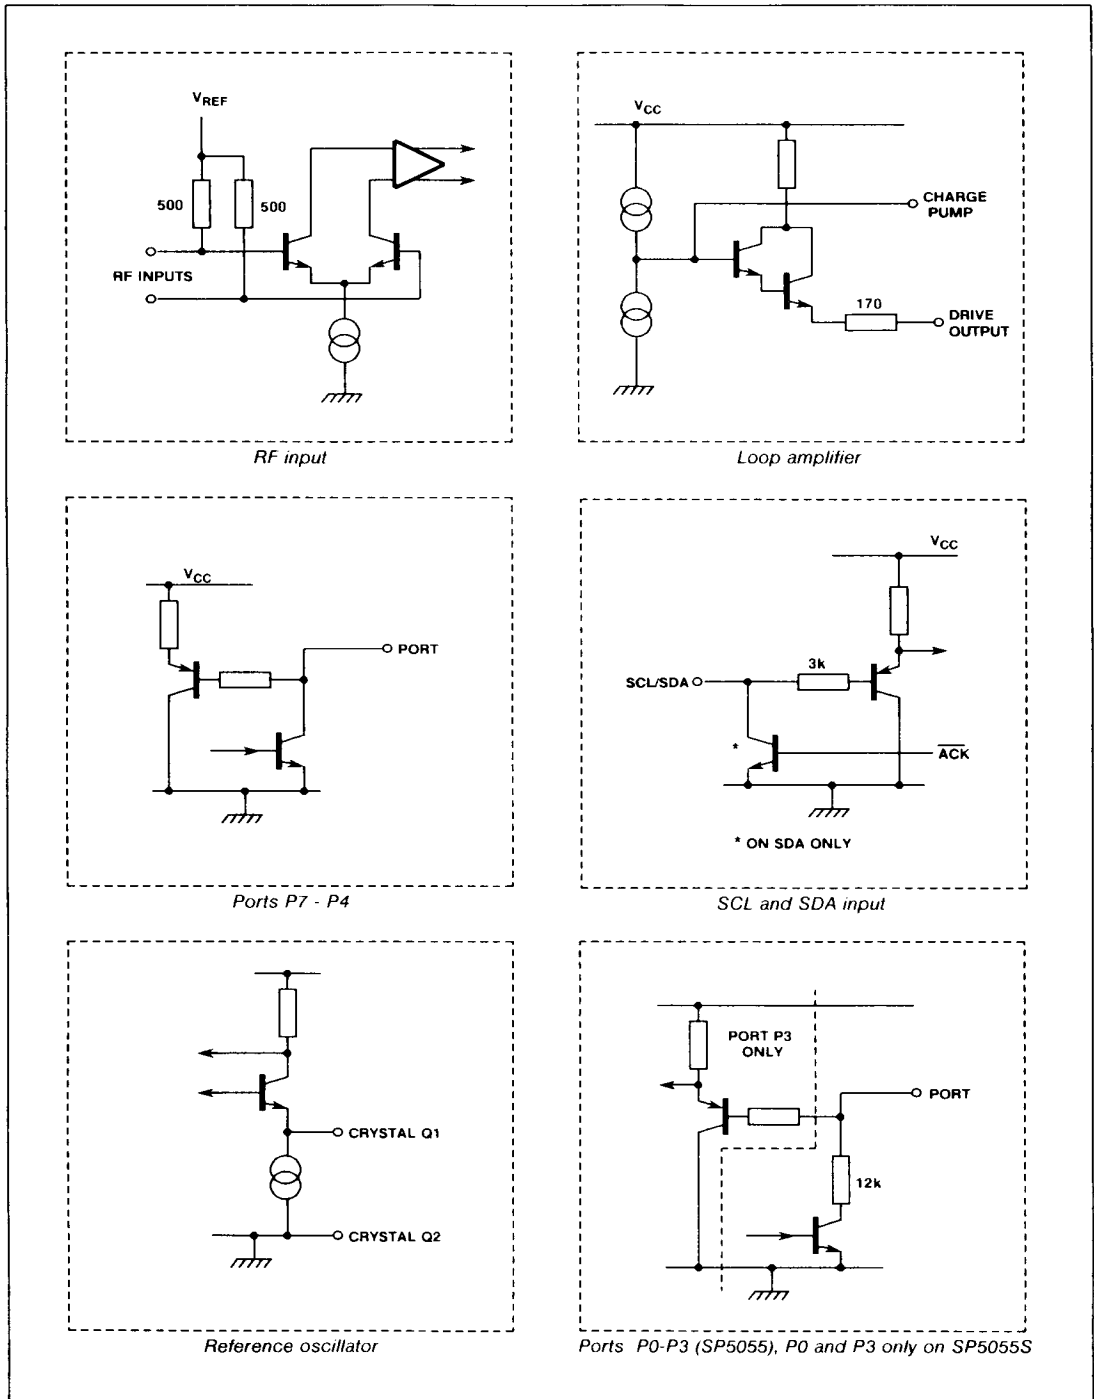 VREF
500
500
RF INPUTS
RF input
VCC
CHARGE
PUMP
170
DRIVE
OUTPUT
Loop amplifier
VCC
PORT
Ports P7 - P4
VCC
3k
SCL/SDA
*
ACK
* ON SDA ONLY
SCL and SDA input
CRYSTAL Q1
CRYSTAL Q2
Reference oscillator
PORT P3
ONLY
PORT
12k
Ports P0-P3 (SP5055), P0 and P3 only on SP5055S